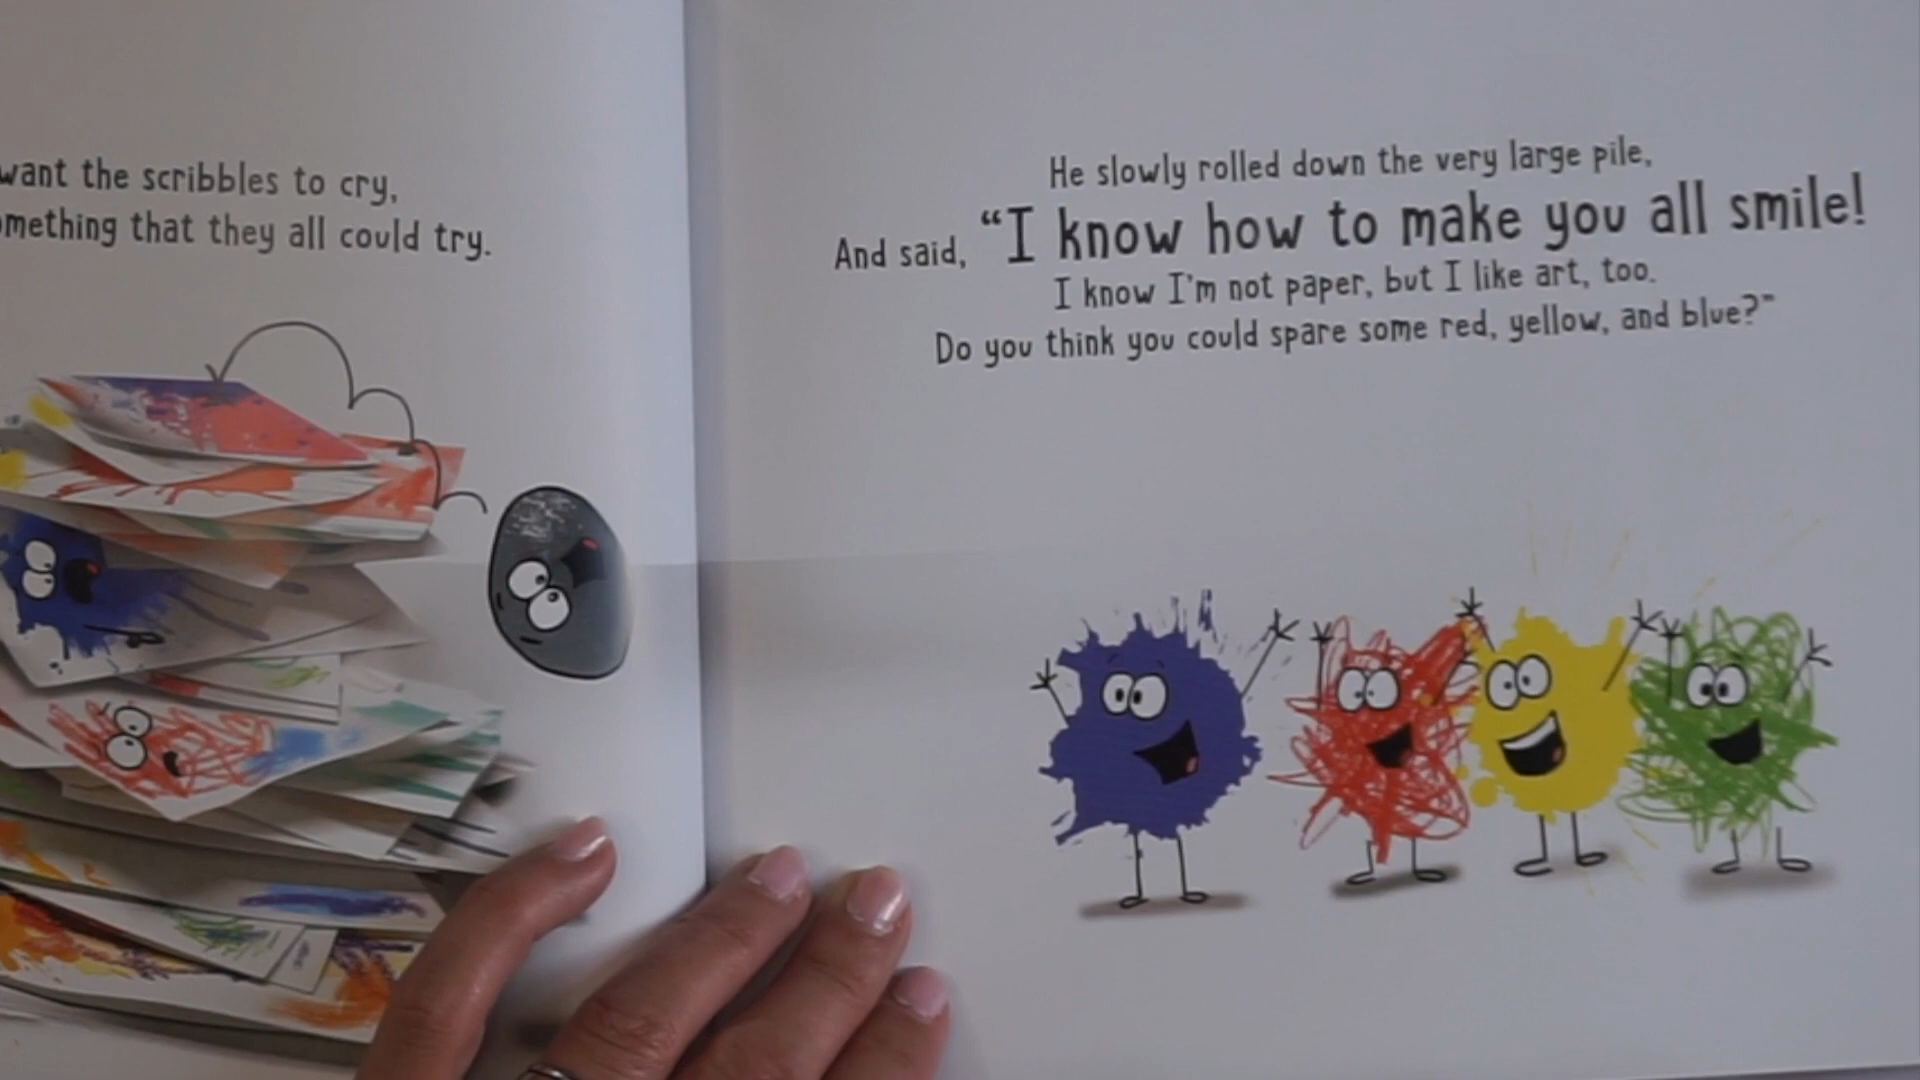 want the scribbles to cry,
something that they all could try.
He slowly rolled down the very large pile,
And said, "I know how to make you all smile!
I know I'm not paper, but I like art, too.
Do you think you could spare some red, yellow, and blue?"